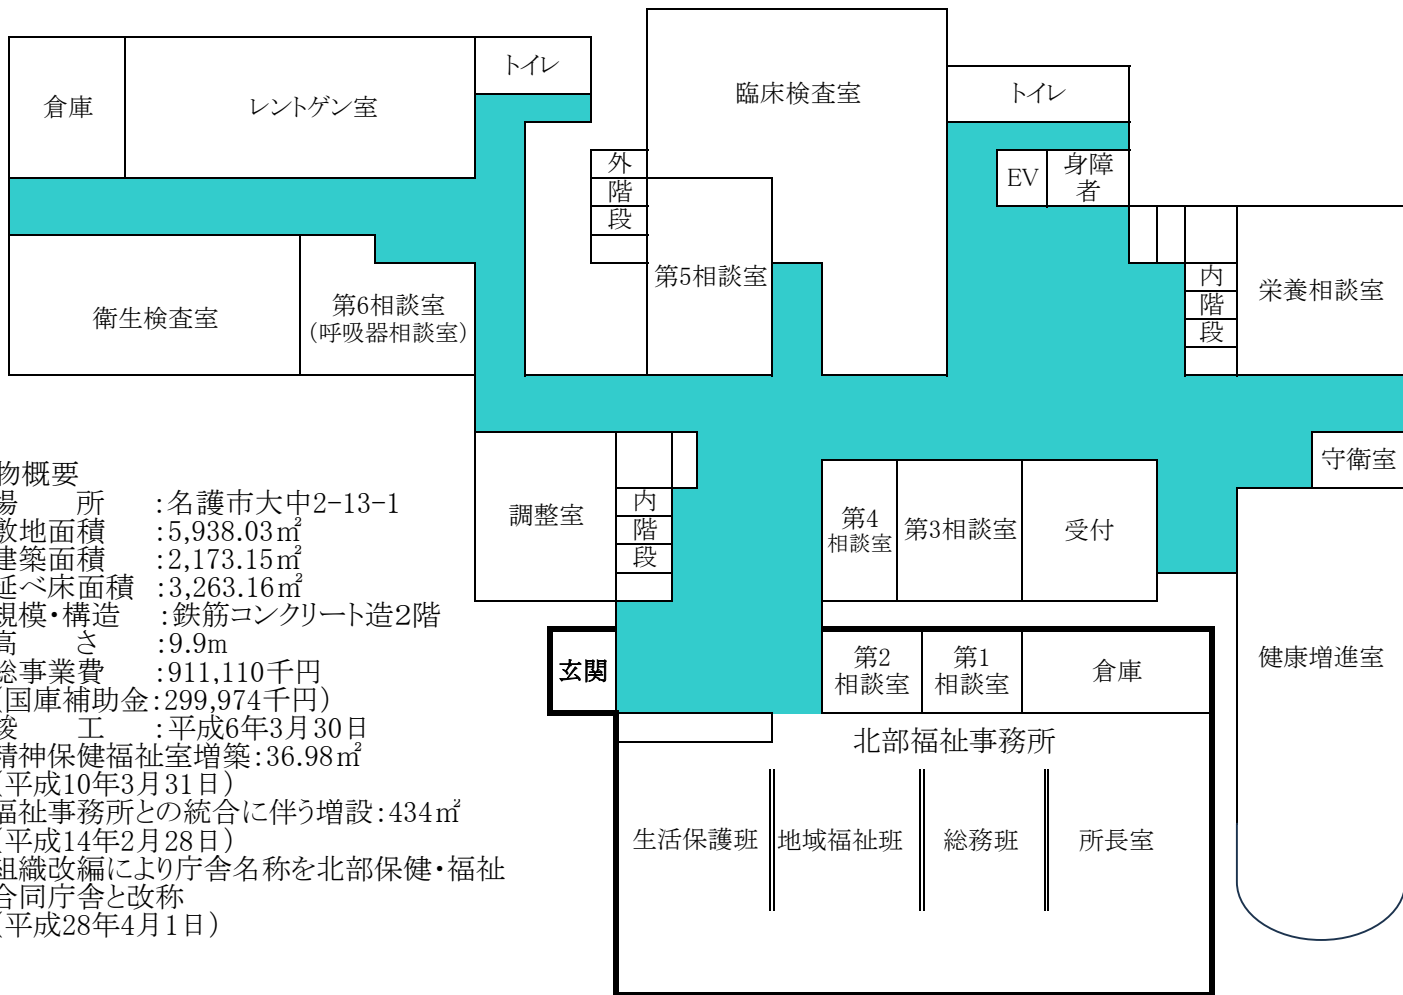 トイレ
倉庫
レントゲン室
臨床検査室
トイレ
外
階
段
EV
身障
者
第5相談室
内
階
段
栄養相談室
衛生検査室
第6相談室
（呼吸器相談室）
守衛室
調整室
内
階
段
第4
相談室
第3相談室
受付
物概要
場　　所　：名護市大中2-13-1
敷地面積　：5,938.03㎡
建築面積　：2,173.15㎡
延べ床面積　：3,263.16㎡
規模・構造　：鉄筋コンクリート造2階
高　　さ　：9.9m
総事業費　：911,110千円
（国庫補助金：299,974千円）
竣　　工　：平成6年3月30日
精神保健福祉室増築：36.98㎡
（平成10年3月31日）
福祉事務所との統合に伴う増設：434㎡
（平成14年2月28日）
組織改編により庁舎名称を北部保健・福祉
合同庁舎と改称
（平成28年4月1日）
玄関
第2
相談室
第1
相談室
倉庫
健康増進室
北部福祉事務所
生活保護班
地域福祉班
総務班
所長室